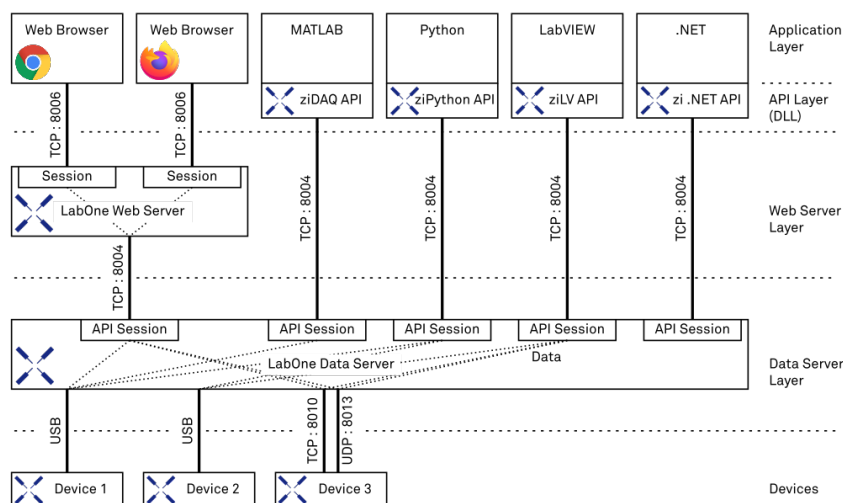 Web Browser
Web Browser
MATLAB
Python
LabVIEW
.NET
Application
Layer
ziDAQ API
ziPython API
ziLV API
zi .NET API
API Layer
(DLL)
TCP : 8006
TCP : 8006
Session
Session
LabOne Web Server
TCP : 8004
TCP : 8004
TCP : 8004
TCP : 8004
Web Server
Layer
TCP : 8004
API Session
API Session
API Session
API Session
API Session
LabOne Data Server
Data
Data Server
Layer
USB
USB
TCP : 8010
UDP : 8013
Device 1
Device 2
Device 3
Devices